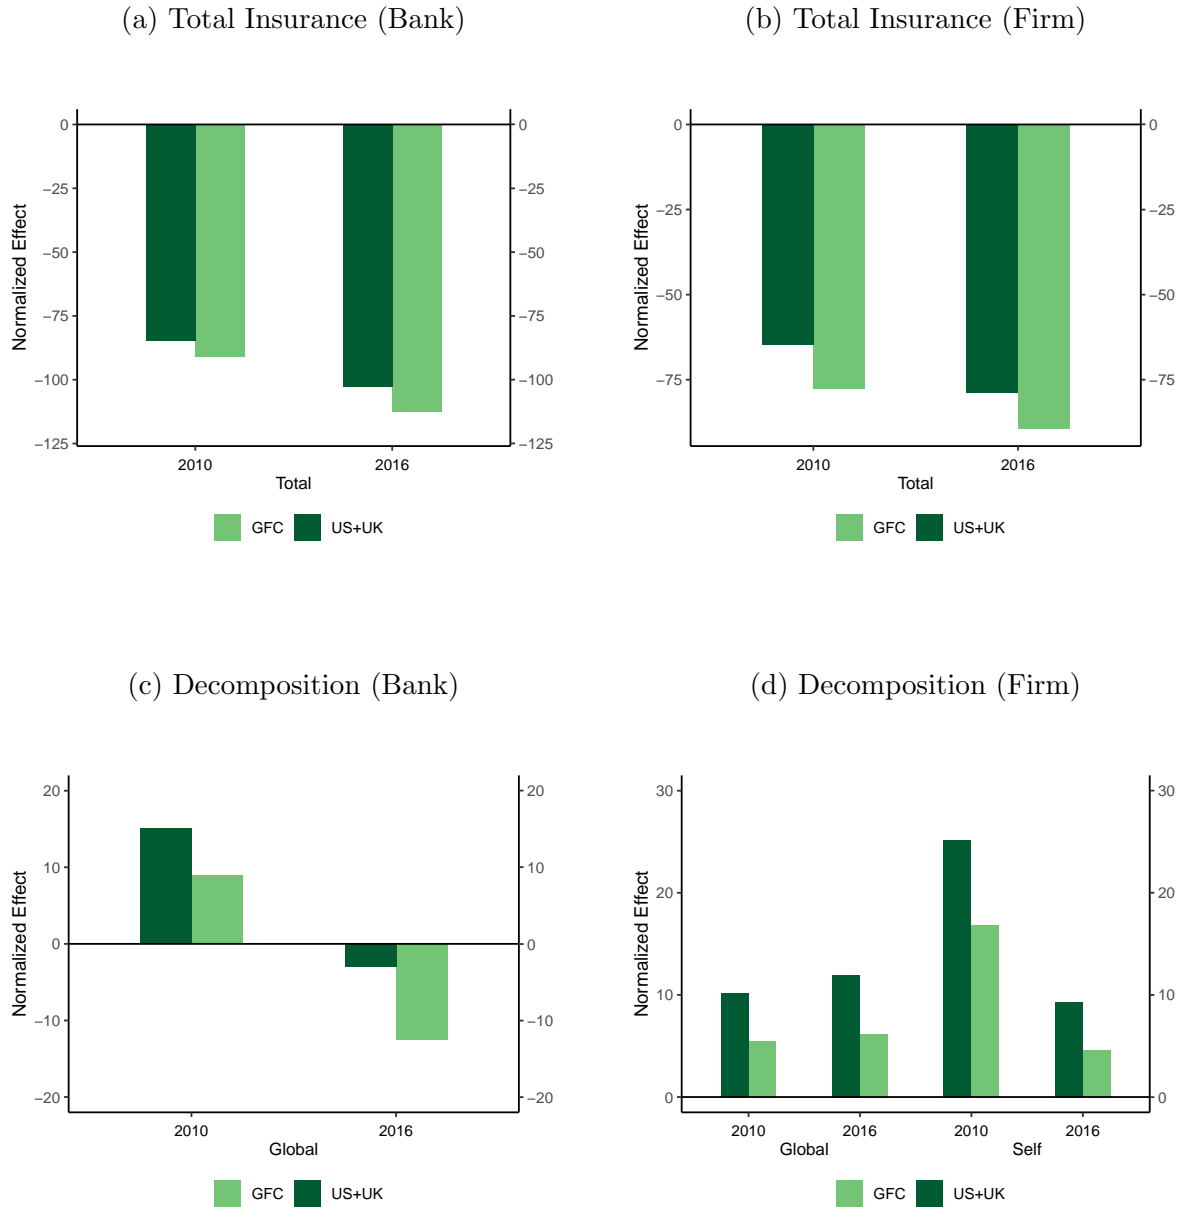 (a) Total Insurance (Bank)
0
−25
−50
−75
−100
−125
Normalized Effect
0
−25
−50
−75
−100
−125
2010
2016
Total
GFC
US+UK
(b) Total Insurance (Firm)
0
−25
−50
−75
Normalized Effect
0
−25
−50
−75
2010
2016
Total
GFC
US+UK
(c) Decomposition (Bank)
20
10
0
−10
−20
Normalized Effect
20
10
0
−10
−20
2010
2016
Global
GFC
US+UK
(d) Decomposition (Firm)
30
20
10
0
Normalized Effect
30
20
10
0
2010
2016
2010
2016
Global
Self
GFC
US+UK